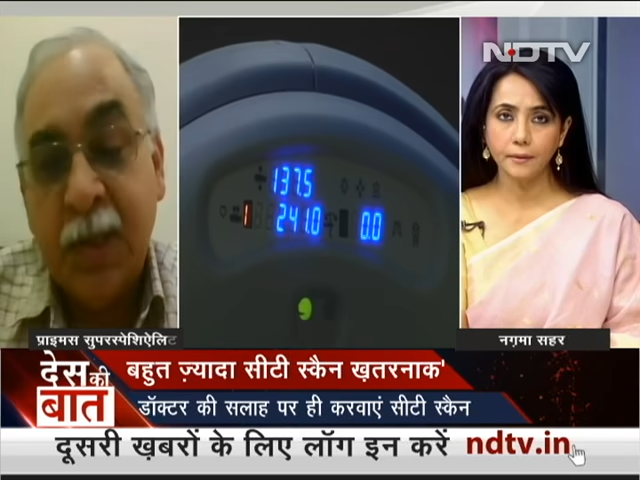 NDTV
137.5
241.0 0.0
प्राइमस सुपरस्पेशिऐलिट
नग़मा सहर
देस की बात
बहुत ज़्यादा सीटी स्कैन ख़तरनाक'
डॉक्टर की सलाह पर ही करवाएं सीटी स्कैन
दूसरी ख़बरों के लिए लॉग इन करें ndtv.in